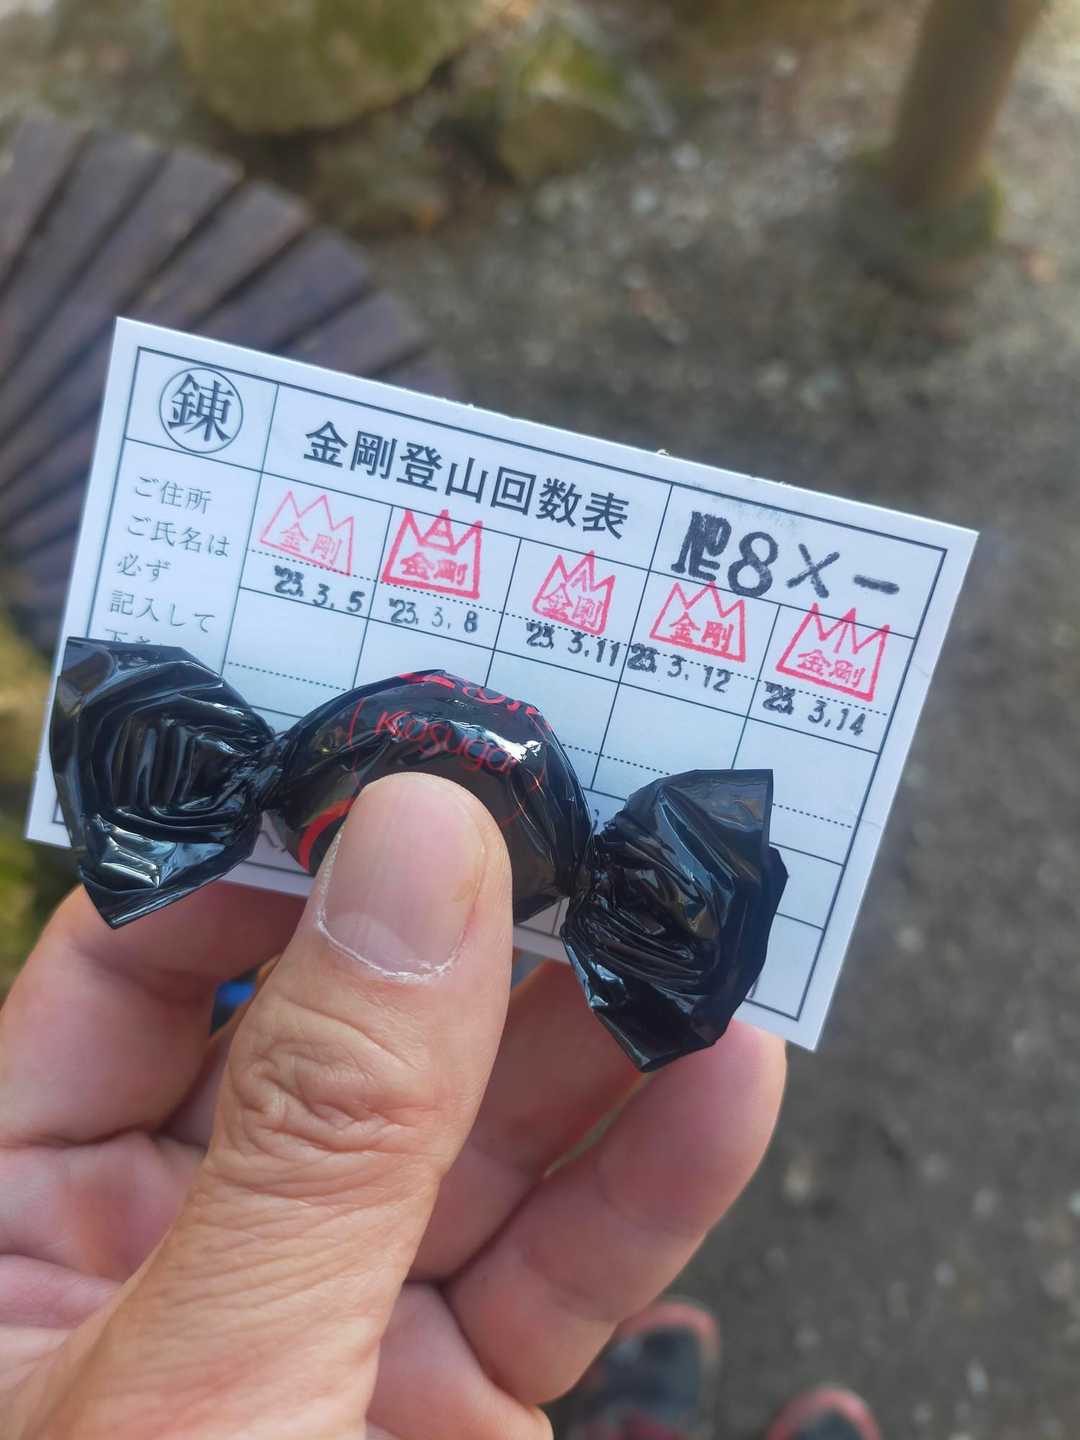 錬
金剛登山回数表
№8×一
ご住所
ご氏名は
必ず
記入して
金剛
'23.3.5
金剛
'23.3.8
金剛
'23.3.11
金剛
'23.3.12
金剛
'23.3.14
Kasugai